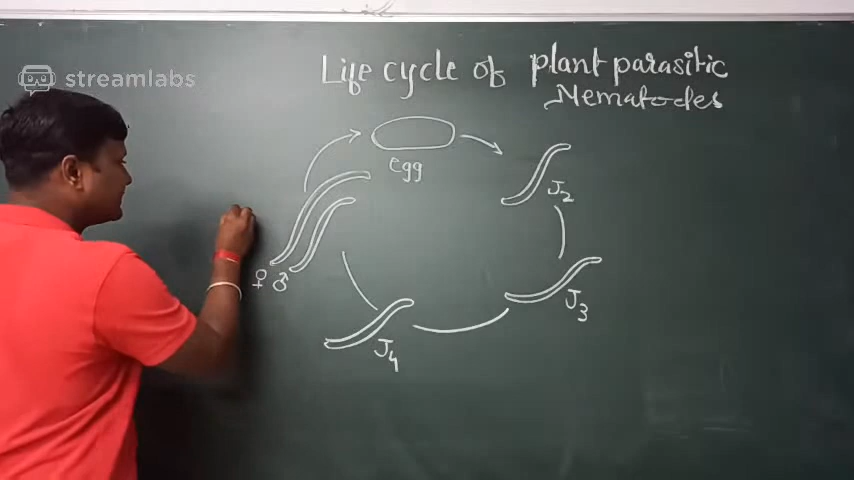 streamlabs
Life cycle of plant parasitic
Nematodes
egg
J2
J3
J4
♀ ♂